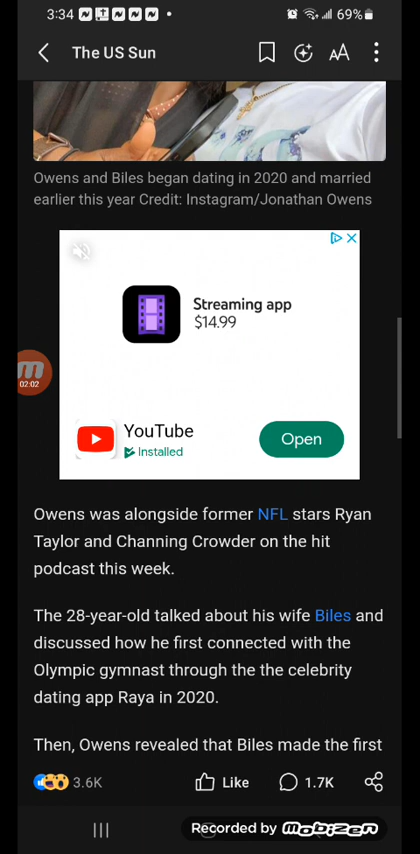 3:34 69%
The US Sun
AA
Owens and Biles began dating in 2020 and married
earlier this year Credit: Instagram/Jonathan Owens
Streaming app
$14.99
02:02
YouTube
Installed
Open
Owens was alongside former NFL stars Ryan
Taylor and Channing Crowder on the hit
podcast this week.
The 28-year-old talked about his wife Biles and
discussed how he first connected with the
Olympic gymnast through the the celebrity
dating app Raya in 2020.
Then, Owens revealed that Biles made the first
3.6K Like 1.7K
Recorded by mobizen